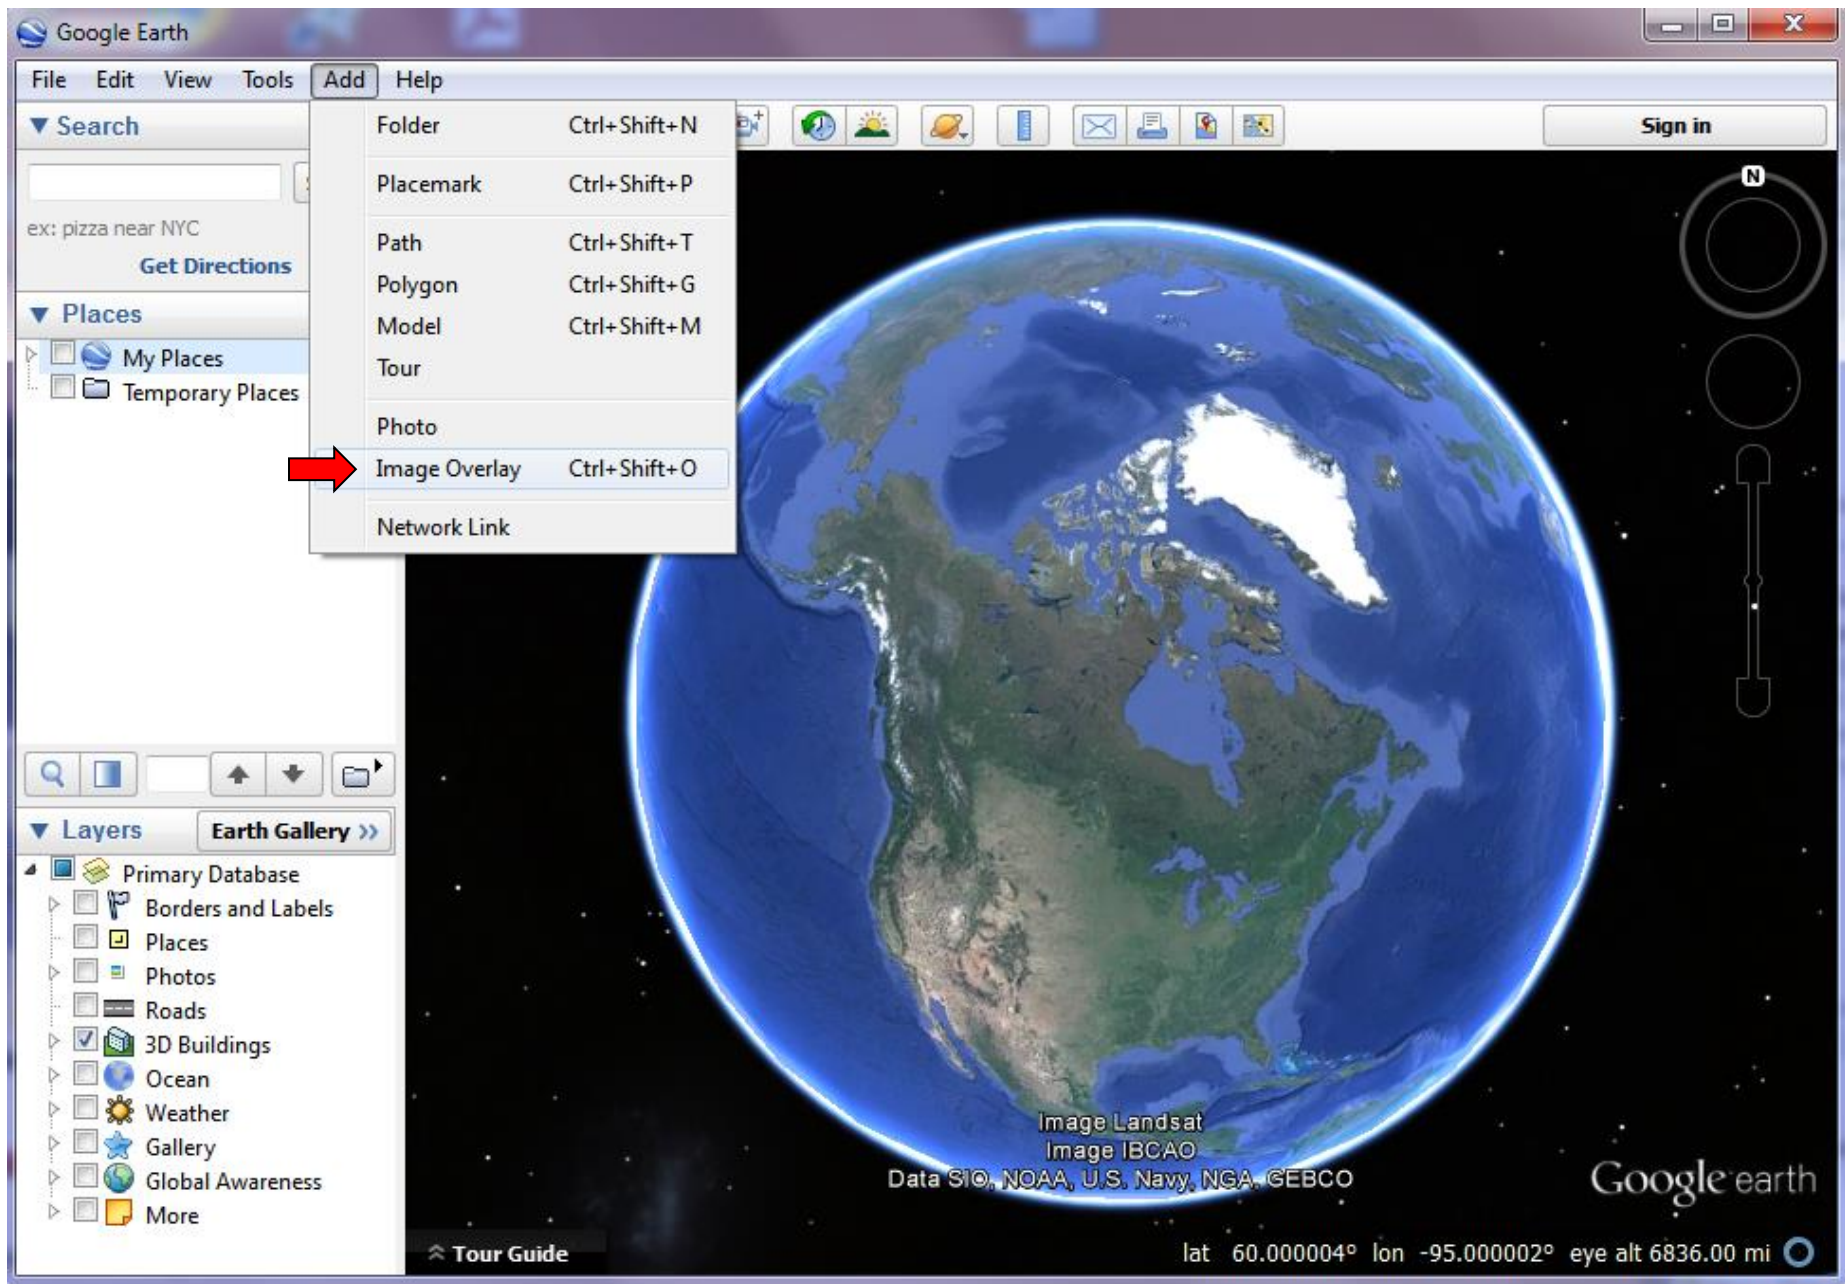 Google Earth
File Edit View Tools Add Help
Search
ex: pizza near NYC
Get Directions
Places
My Places
Temporary Places
Folder Ctrl+Shift+N
Placemark Ctrl+Shift+P
Path Ctrl+Shift+T
Polygon Ctrl+Shift+G
Model Ctrl+Shift+M
Tour
Photo
Image Overlay Ctrl+Shift+O
Network Link
Sign in
N
Layers Earth Gallery >>
Primary Database
Borders and Labels
Places
Photos
Roads
3D Buildings
Ocean
Weather
Gallery
Global Awareness
More
Image Landsat
Image IBCAO
Data SIO, NOAA, U.S. Navy, NGA, GEBCO
Google earth
Tour Guide
lat 60.000004° lon -95.000002° eye alt 6836.00 mi